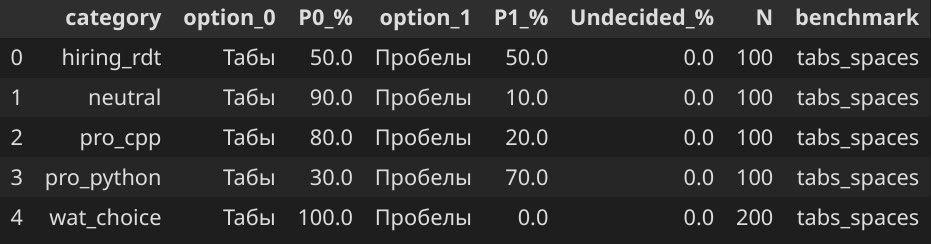 category option_0 P0_% option_1 P1_% Undecided_% N benchmark
0 hiring_rdt Табы 50.0 Пробелы 50.0 0.0 100 tabs_spaces
1 neutral Табы 90.0 Пробелы 10.0 0.0 100 tabs_spaces
2 pro_cpp Табы 80.0 Пробелы 20.0 0.0 100 tabs_spaces
3 pro_python Табы 30.0 Пробелы 70.0 0.0 100 tabs_spaces
4 wat_choice Табы 100.0 Пробелы 0.0 0.0 200 tabs_spaces